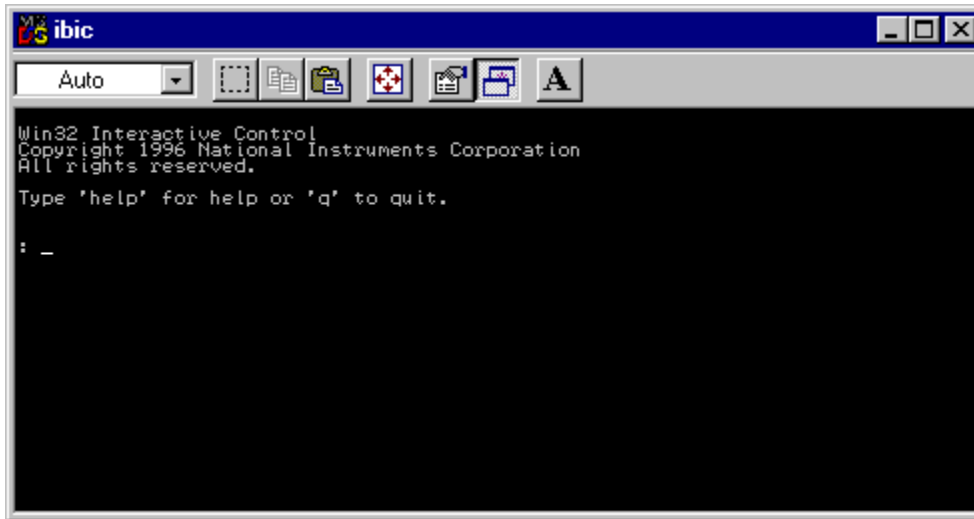 ibic
Auto
A
Win32 Interactive Control
Copyright 1996 National Instruments Corporation
All rights reserved.
Type 'help' for help or 'q' to quit.
: _